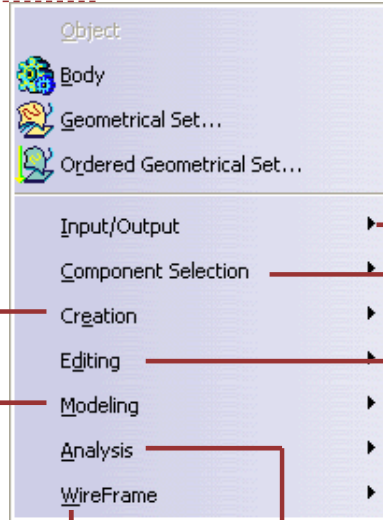 Object
Body
Geometrical Set...
Ordered Geometrical Set...
Input/Output
Component Selection
Creation
Editing
Modeling
Analysis
WireFrame